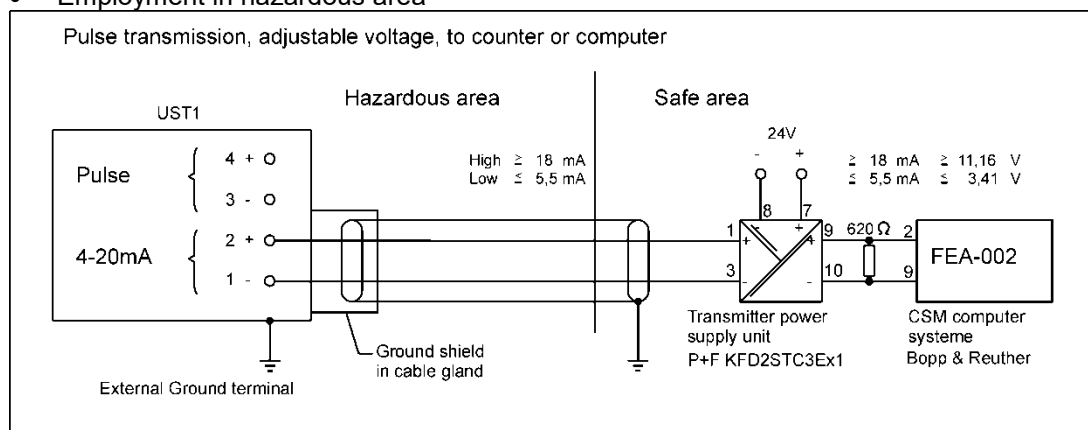 • Employment in hazardous area
Pulse transmission, adjustable voltage, to counter or computer
Hazardous area
Safe area
UST1
24V
- +
Pulse
4 + O
3 - O
4-20mA
2 + O
1 - O
High ≥ 18 mA
Low ≤ 5,5 mA
≥ 18 mA ≥ 11,16 V
≤ 5,5 mA ≤ 3,41 V
8 7
1 + - + + 9 620 Ω 2
3 - - 10 9
FEA-002
Transmitter power
supply unit
P+F KFD2STC3Ex1
CSM computer
systeme
Bopp & Reuther
Ground shield
in cable gland
External Ground terminal